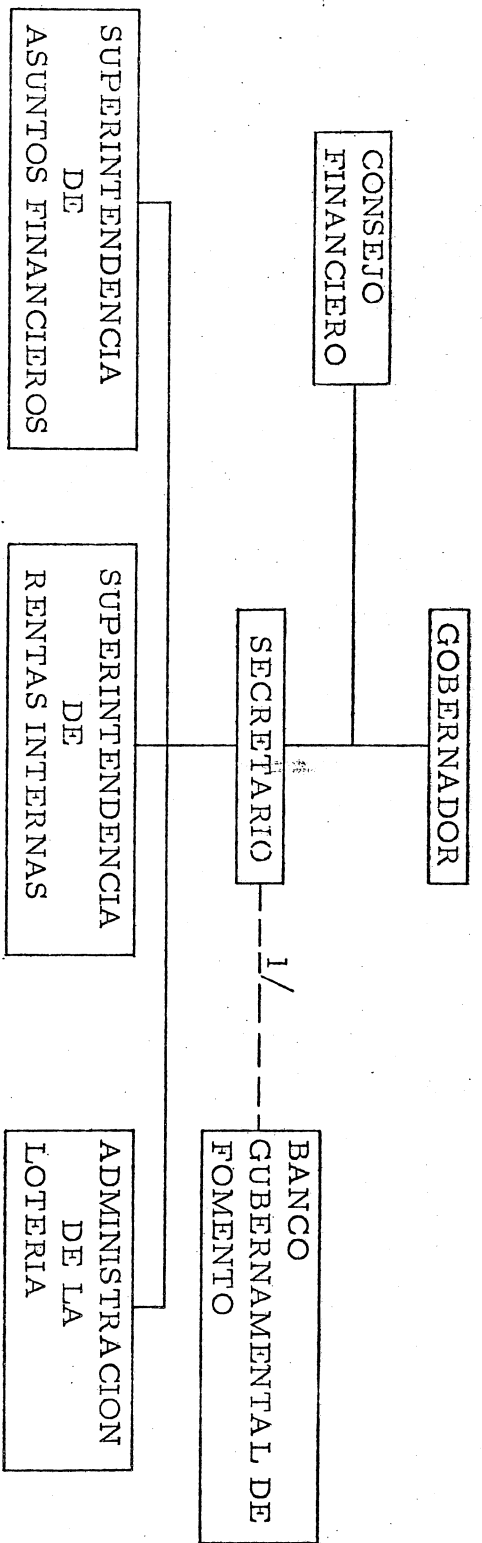 GOBERNADOR
CONSEJO
FINANCIERO
SECRETARIO
1/
BANCO
GUBERNAMENTAL DE
FOMENTO
SUPERINTENDENCIA
DE
ASUNTOS FINANCIEROS
SUPERINTENDENCIA
DE
RENTAS INTERNAS
ADMINISTRACION
DE LA
LOTERIA